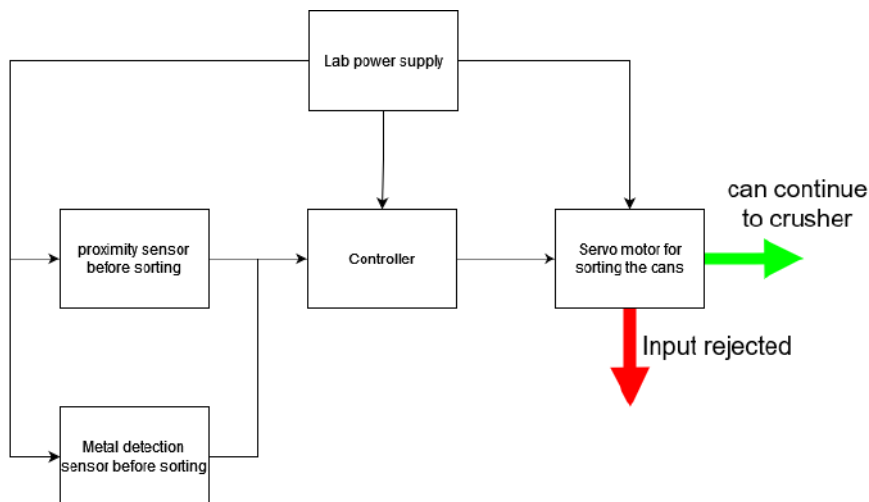 Lab power supply
can continue
to crusher
proximity sensor
before sorting
Controller
Servo motor for
sorting the cans
Input rejected
Metal detection
sensor before sorting